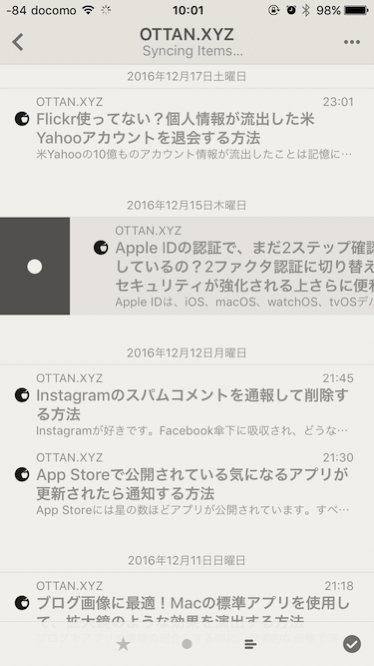 -84 docomo 10:01 98%
OTTAN.XYZ
Syncing Items...
2016年12月17日土曜日
OTTAN.XYZ 23:01
Flickr使ってない？個人情報が流出した米
Yahooアカウントを退会する方法
米Yahooの10億ものアカウント情報が流出したことは記憶に…
2016年12月15日木曜日
OTTAN.XYZ
Apple IDの認証で、まだ2ステップ確認
しているの？2ファクタ認証に切り替え
セキュリティが強化される上さらに便利
Apple IDは、iOS、macOS、watchOS、tvOSデバ
2016年12月12日月曜日
OTTAN.XYZ 21:45
Instagramのスパムコメントを通報して削除す
る方法
Instagramが好きです。Facebook傘下に吸収され、どうな…
OTTAN.XYZ 21:30
App Storeで公開されている気になるアプリが
更新されたら通知する方法
App Storeには星の数ほどアプリが公開されています。すべ…
2016年12月11日日曜日
OTTAN.XYZ 21:18
ブログ画像に最適！Macの標準アプリを使用し
て、拡大鏡のような効果を演出する方法